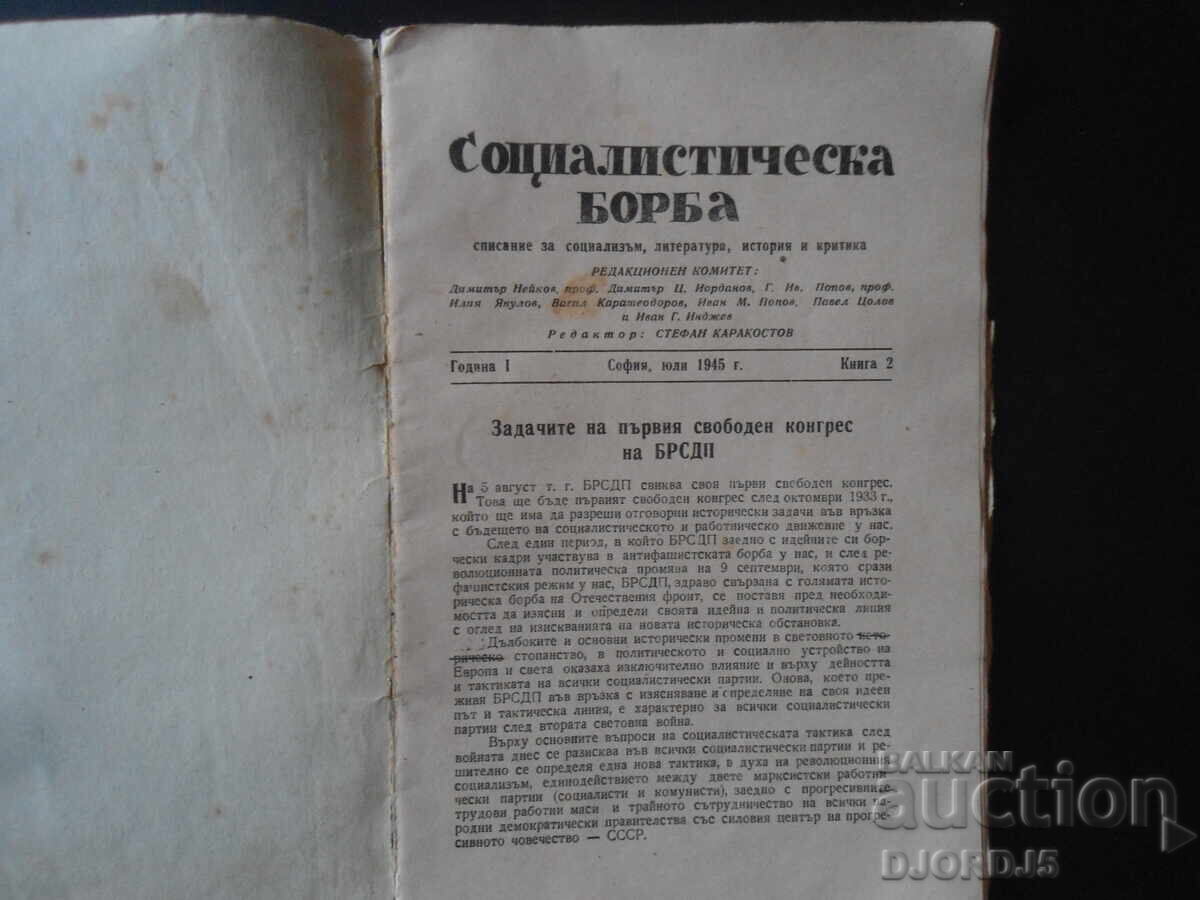 Социалистическа
БОРБА
списание за социализъм, литература, история и критика
РЕДАКЦИОНЕН КОМИТЕТ:
Димитър Нейков, проф. Димитър Ц. Йорданов, Г. Ив. Попов, проф.
Илия Янулов, Васил Каратеодоров, Иван М. Попов, Павел Цолов
и Иван Г. Инджев
Редактор: СТЕФАН КАРАКОСТОВ
Година I София, юли 1945 г. Книга 2
Задачите на първия свободен конгрес
на БРСДП
На 5 август т. г. БРСДП свиква своя първи свободен конгрес.
Това ще бъде първият свободен конгрес след октомври 1933 г.,
който ще има да разреши отговорни исторически задачи във връзка
с бъдещето на социалистическото и работническо движение у нас.
След един период, в който БРСДП заедно с идейните си бор-
чески кадри участвува в антифашистската борба у нас, и след ре-
волюционната политическа промяна на 9 септември, която срази
фашистския режим у нас, БРСДП, здраво свързана с голямата исто-
рическа борба на Отечествения фронт, се поставя пред необходи-
мостта да изясни и определи своята идейна и политическа линия
с оглед на изискванията на новата историческа обстановка.
Дълбоките и основни исторически промени в световното исто-
рическо стопанство, в политическото и социално устройство на
Европа и света оказаха изключително влияние и върху дейността
и тактиката на всички социалистически партии. Онова, което пре-
живя БРСДП във връзка с изясняване и определяне на своя идеен
път и тактическа линия, е характерно за всички социалистически
партии след втората световна война.
Върху основните въпроси на социалистическата тактика след
войната днес се разисква във всички социалистически партии и ре-
шително се определя една нова тактика, в духа на революционния
социализъм, единодействието между двете марксистски работни-
чески партии (социалисти и комунисти), заедно с прогресивните
трудови работни маси и трайното сътрудничество на всички на-
родни демократически правителства със силовия център на прогре-
сивното човечество — СССР.
BALKAN
auction
DJORDJ5